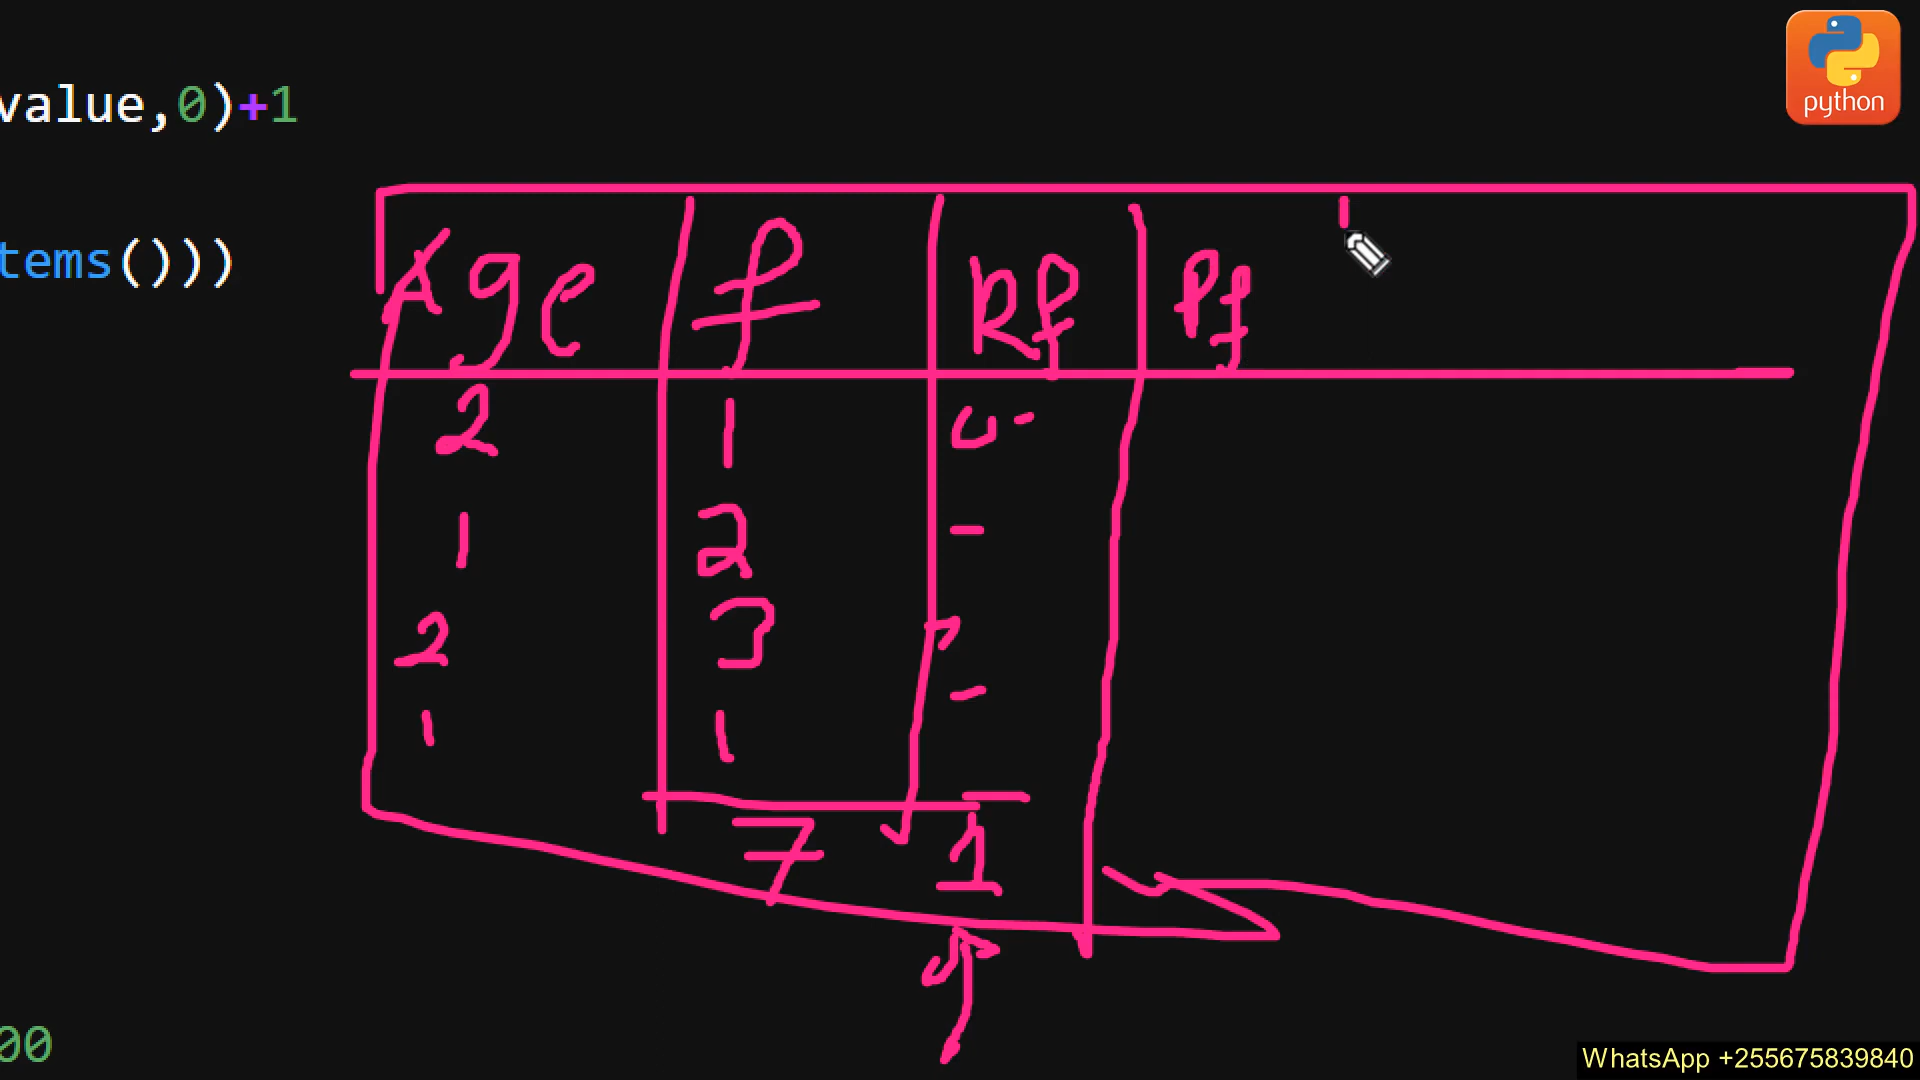 value,0)+1
python
tems()))
Age f Rf Pf
2 1 0.
1 2 -
2 3
1 1 -
7 1
00
WhatsApp +255675839840